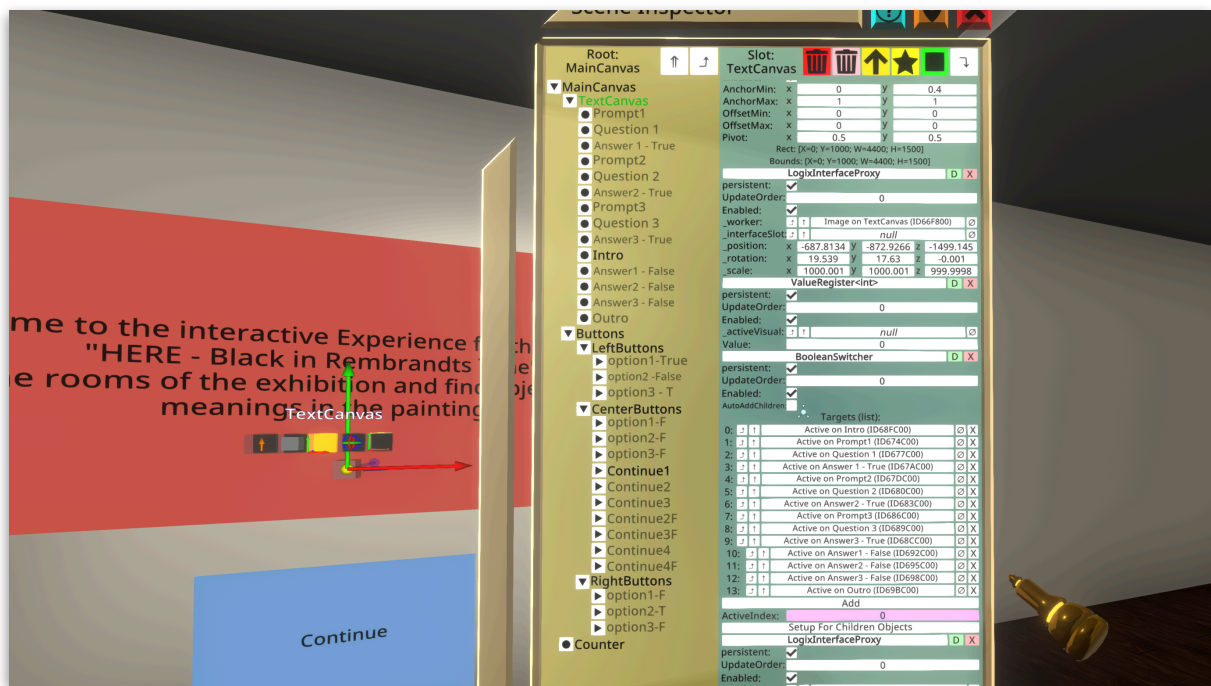 Scene Inspector
Root:
MainCanvas
MainCanvas
TextCanvas
Prompt1
Question 1
Answer 1 - True
Prompt2
Question 2
Answer2 - True
Prompt3
Question 3
Answer3 - True
Intro
Answer1 - False
Answer2 - False
Answer3 - False
Outro
Buttons
LeftButtons
option1-True
option2 -False
option3 - T
CenterButtons
option1-F
option2-F
option3-F
Continue1
Continue2
Continue3
Continue2F
Continue3F
Continue4
Continue4F
RightButtons
option1-F
option2-T
option3-F
Counter
Slot:
TextCanvas
AnchorMin: x 0 y 0.4
AnchorMax: x 1 y 1
OffsetMin: x 0 y 0
OffsetMax: x 0 y 0
Pivot: x 0.5 y 0.5
Rect: [X=0; Y=1000; W=4400; H=1500]
Bounds: [X=0; Y=1000; W=4400; H=1500]
LogixInterfaceProxy D X
persistent:
UpdateOrder: 0
Enabled:
_worker: Image on TextCanvas (ID66F800)
_interfaceSlot: null
_position: x -687.8134 y -872.9266 z -1499.145
_rotation: x 19.539 y 17.63 z -0.001
_scale: x 1000.001 y 1000.001 z 999.9998
ValueRegister<int> D X
persistent:
UpdateOrder: 0
Enabled:
_activeVisual: null
Value: 0
BooleanSwitcher D X
persistent:
UpdateOrder: 0
Enabled:
AutoAddChildren:
Targets (list):
0: Active on Intro (ID68FC00) X
1: Active on Prompt1 (ID674C00) X
2: Active on Question 1 (ID677C00) X
3: Active on Answer 1 - True (ID67AC00) X
4: Active on Prompt2 (ID67DC00) X
5: Active on Question 2 (ID680C00) X
6: Active on Answer2 - True (ID683C00) X
7: Active on Prompt3 (ID686C00) X
8: Active on Question 3 (ID689C00) X
9: Active on Answer3 - True (ID68CC00) X
10: Active on Answer1 - False (ID692C00) X
11: Active on Answer2 - False (ID695C00) X
12: Active on Answer3 - False (ID698C00) X
13: Active on Outro (ID69BC00) X
Add
ActiveIndex: 0
Setup For Children Objects
LogixInterfaceProxy D X
persistent:
UpdateOrder: 0
Enabled:
me to the interactive Experience
"HERE - Black in Rembrandts
e rooms of the exhibition and find
meanings in the painting
TextCanvas
Continue